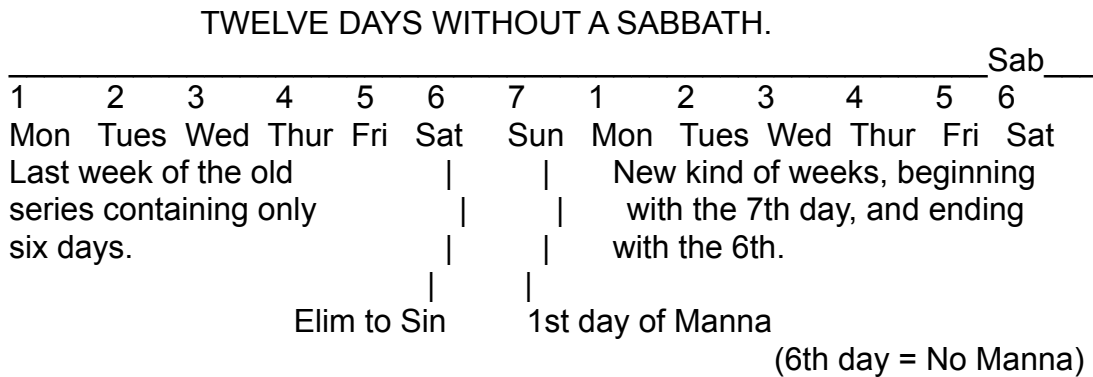 TWELVE DAYS WITHOUT A SABBATH.
Sab
1 2 3 4 5 6 7 1 2 3 4 5 6
Mon Tues Wed Thur Fri Sat Sun Mon Tues Wed Thur Fri Sat
Last week of the old | | New kind of weeks, beginning
series containing only | | with the 7th day, and ending
six days. | | with the 6th.
| |
Elim to Sin 1st day of Manna
(6th day = No Manna)